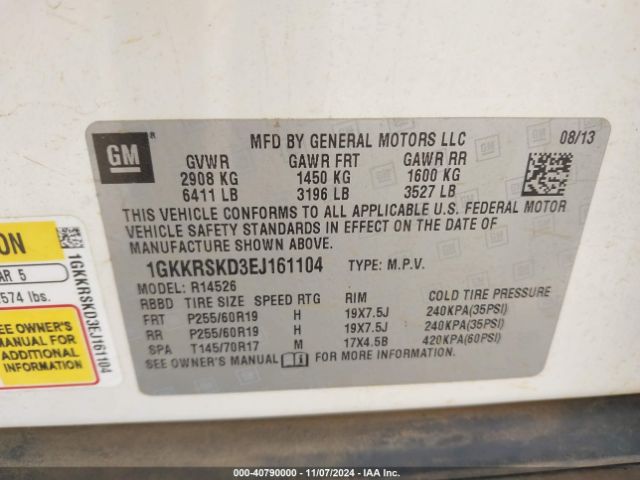 GM
®
MFD BY GENERAL MOTORS LLC
08/13
GVWR GAWR FRT GAWR RR
2908 KG 1450 KG 1600 KG
6411 LB 3196 LB 3527 LB
THIS VEHICLE CONFORMS TO ALL APPLICABLE U.S. FEDERAL MOTOR
VEHICLE SAFETY STANDARDS IN EFFECT ON THE DATE OF
MANUFACTURE SHOWN ABOVE.
1GKKRSKD3EJ161104 TYPE: M.P.V.
MODEL: R14526
RBBD TIRE SIZE SPEED RTG RIM COLD TIRE PRESSURE
FRT P255/60R19 H 19X7.5J 240KPA(35PSI)
RR P255/60R19 H 19X7.5J 240KPA(35PSI)
SPA T145/70R17 M 17X4.5B 420KPA(60PSI)
SEE OWNER'S MANUAL FOR MORE INFORMATION.
ON
AR 5
574 lbs.
SEE OWNER'S
MANUAL FOR
ADDITIONAL
INFORMATION
1GKKRSKD3EJ161104
000-40790000 - 11/07/2024 - IAA Inc.